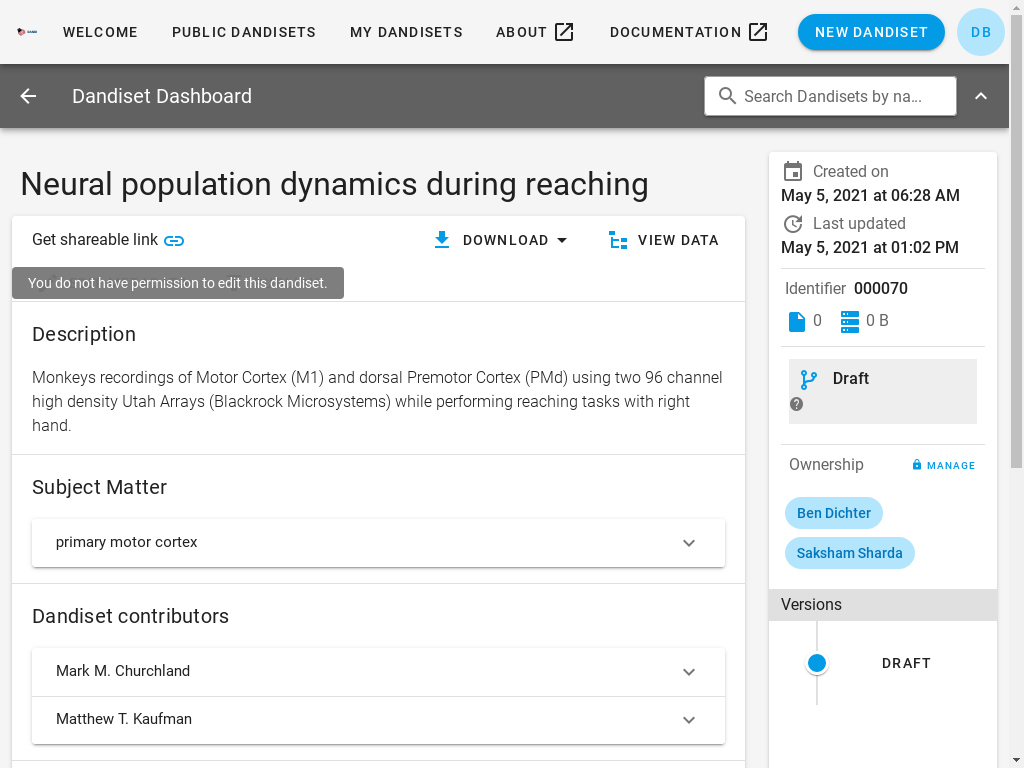 WELCOME PUBLIC DANDISETS MY DANDISETS ABOUT DOCUMENTATION NEW DANDISET DB
Dandiset Dashboard
Search Dandisets by na...
Neural population dynamics during reaching
Get shareable link
DOWNLOAD
VIEW DATA
You do not have permission to edit this dandiset.
Description
Monkeys recordings of Motor Cortex (M1) and dorsal Premotor Cortex (PMd) using two 96 channel
high density Utah Arrays (Blackrock Microsystems) while performing reaching tasks with right
hand.
Subject Matter
primary motor cortex
Dandiset contributors
Mark M. Churchland
Matthew T. Kaufman
Created on
May 5, 2021 at 06:28 AM
Last updated
May 5, 2021 at 01:02 PM
Identifier 000070
0 0 B
Draft
Ownership MANAGE
Ben Dichter
Saksham Sharda
Versions
DRAFT